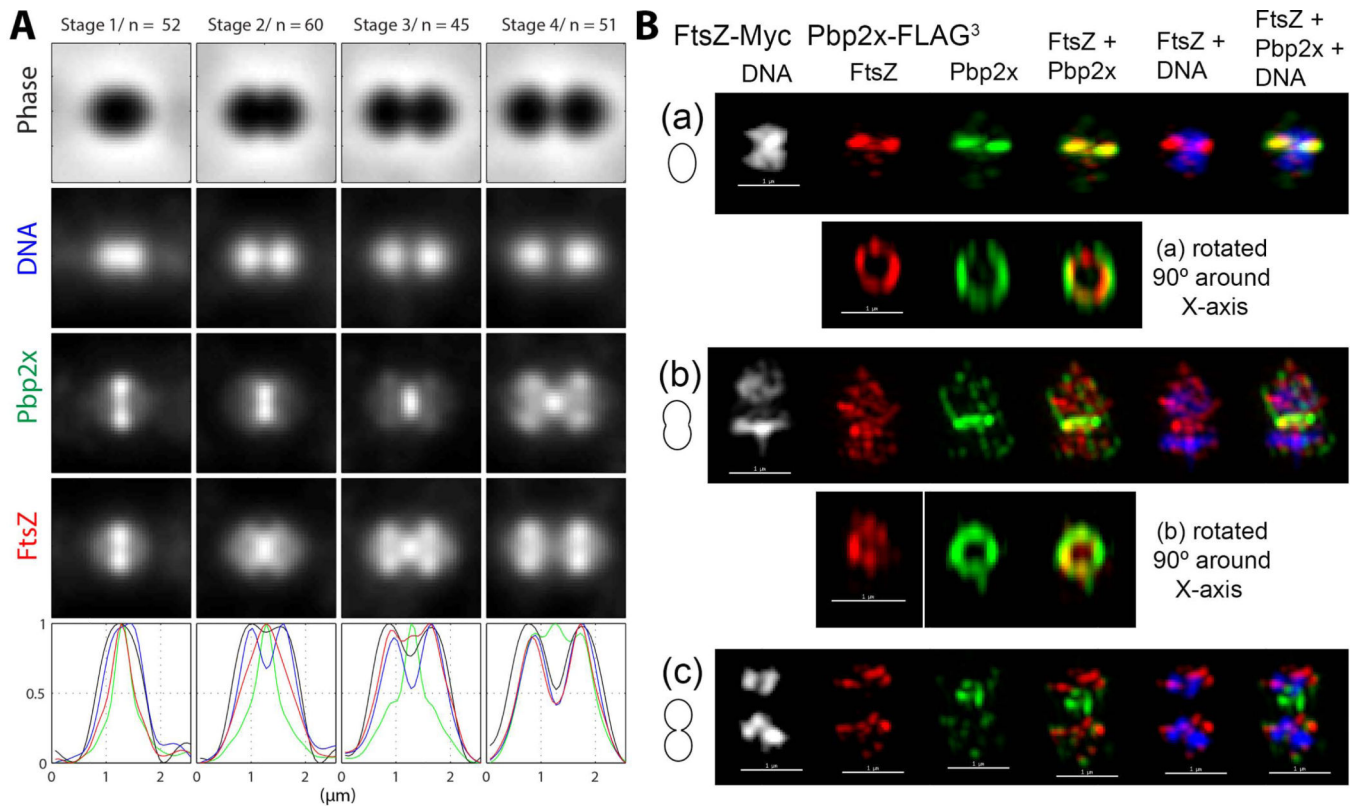 A
Stage 1/ n = 52
Stage 2/ n = 60
Stage 3/ n = 45
Stage 4/ n = 51
Phase
DNA
Pbp2x
FtsZ
1
0.5
0
0 1 2
0 1 2
0 1 2
0 1 2
(µm)
B
FtsZ-Myc Pbp2x-FLAG³
DNA
FtsZ
Pbp2x
FtsZ +
Pbp2x
FtsZ +
DNA
FtsZ +
Pbp2x +
DNA
(a)
1 µm
1 µm
(a) rotated
90º around
X-axis
(b)
1 µm
1 µm
(b) rotated
90º around
X-axis
(c)
1 µm
1 µm
1 µm
1 µm
1 µm
1 µm